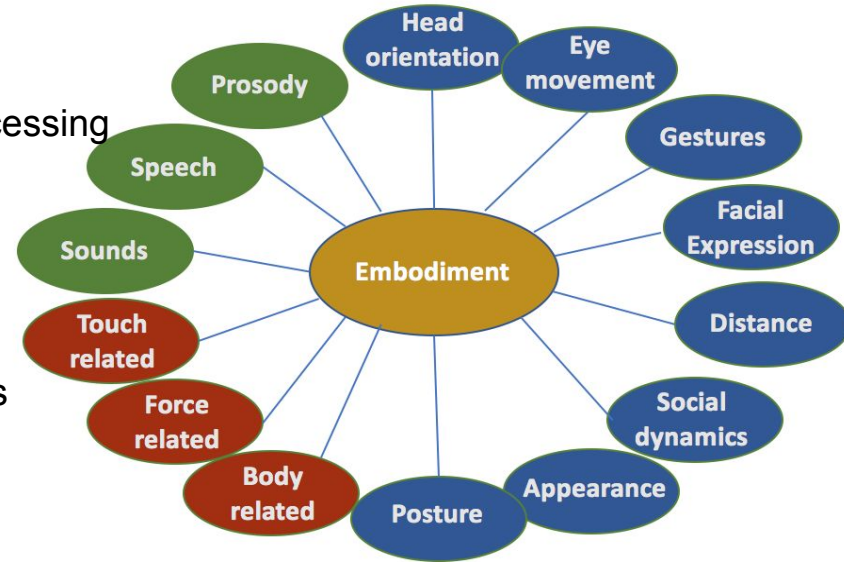 Head
orientation
Eye
movement
Prosody
cessing
Gestures
Speech
Facial
Expression
Sounds
Embodiment
Touch
related
Distance
s
Force
related
Social
dynamics
Body
related
Posture
Appearance